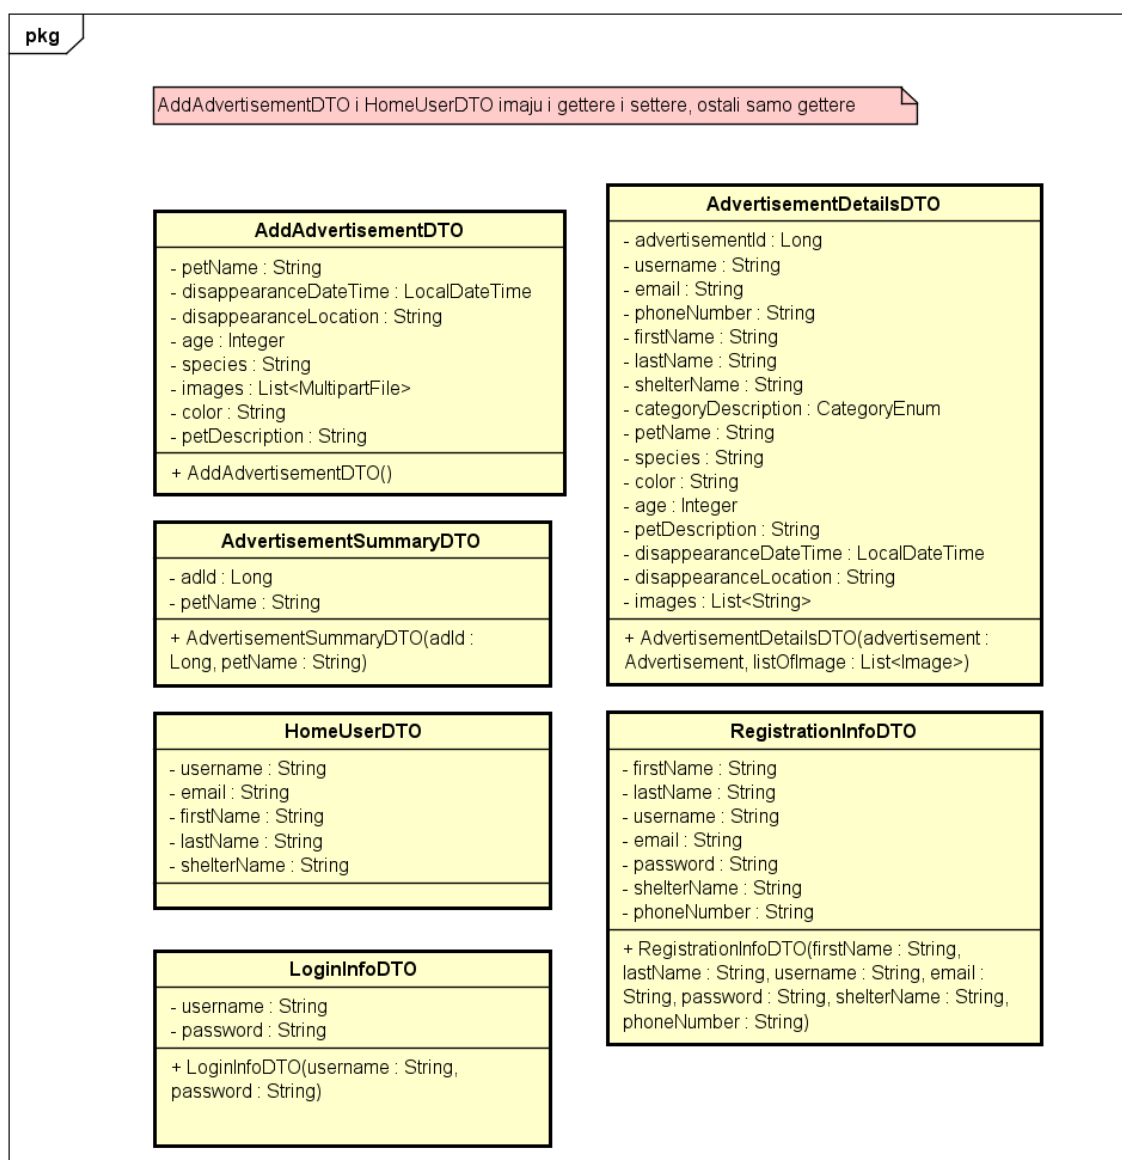 pkg
AddAdvertisementDTO i HomeUserDTO imaju i gettere i settere, ostali samo gettere
AddAdvertisementDTO
- petName : String
- disappearanceDateTime : LocalDateTime
- disappearanceLocation : String
- age : Integer
- species : String
- images : List<MultipartFile>
- color : String
- petDescription : String
+ AddAdvertisementDTO()
AdvertisementDetailsDTO
- advertisementId : Long
- username : String
- email : String
- phoneNumber : String
- firstName : String
- lastName : String
- shelterName : String
- categoryDescription : CategoryEnum
- petName : String
- species : String
- color : String
- age : Integer
- petDescription : String
- disappearanceDateTime : LocalDateTime
- disappearanceLocation : String
- images : List<String>
+ AdvertisementDetailsDTO(advertisement :
Advertisement, listOfImage : List<Image>)
AdvertisementSummaryDTO
- adId : Long
- petName : String
+ AdvertisementSummaryDTO(adId :
Long, petName : String)
HomeUserDTO
- username : String
- email : String
- firstName : String
- lastName : String
- shelterName : String
RegistrationInfoDTO
- firstName : String
- lastName : String
- username : String
- email : String
- password : String
- shelterName : String
- phoneNumber : String
+ RegistrationInfoDTO(firstName : String,
lastName : String, username : String, email :
String, password : String, shelterName : String,
phoneNumber : String)
LoginInfoDTO
- username : String
- password : String
+ LoginInfoDTO(username : String,
password : String)